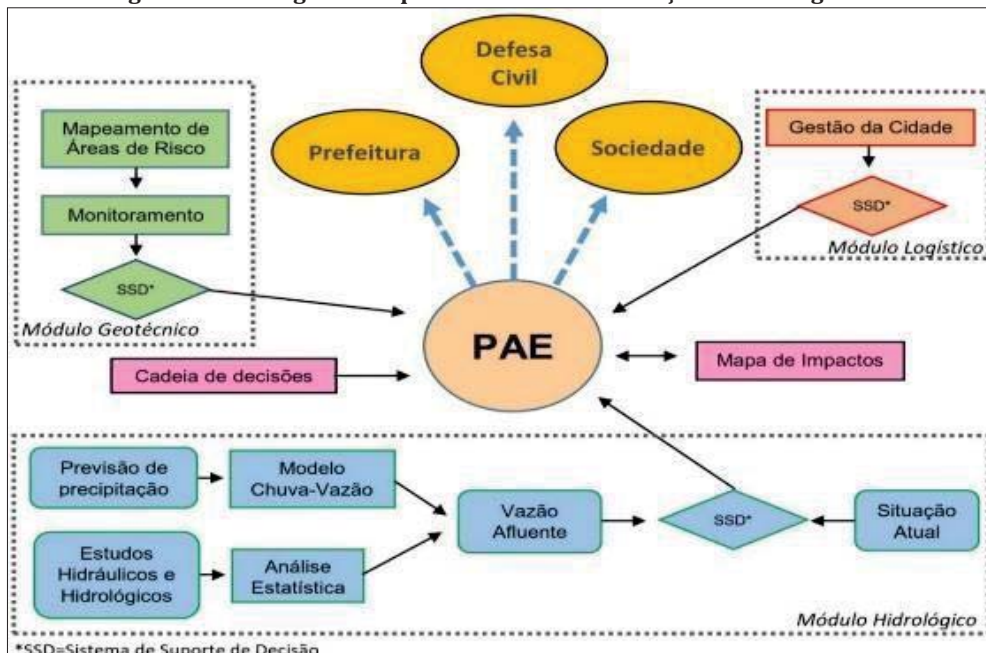 Defesa
Civil
Prefeitura
Sociedade
Mapeamento de
Áreas de Risco
Monitoramento
SSD*
Módulo Geotécnico
Gestão da Cidade
SSD*
Módulo Logístico
PAE
Cadeia de decisões
Mapa de Impactos
Previsão de
precipitação
Modelo
Chuva-Vazão
Estudos
Hidráulicos e
Hidrológicos
Análise
Estatística
Vazão
Afluente
SSD*
Situação
Atual
Módulo Hidrológico
*SSD=Sistema de Suporte de Decisão